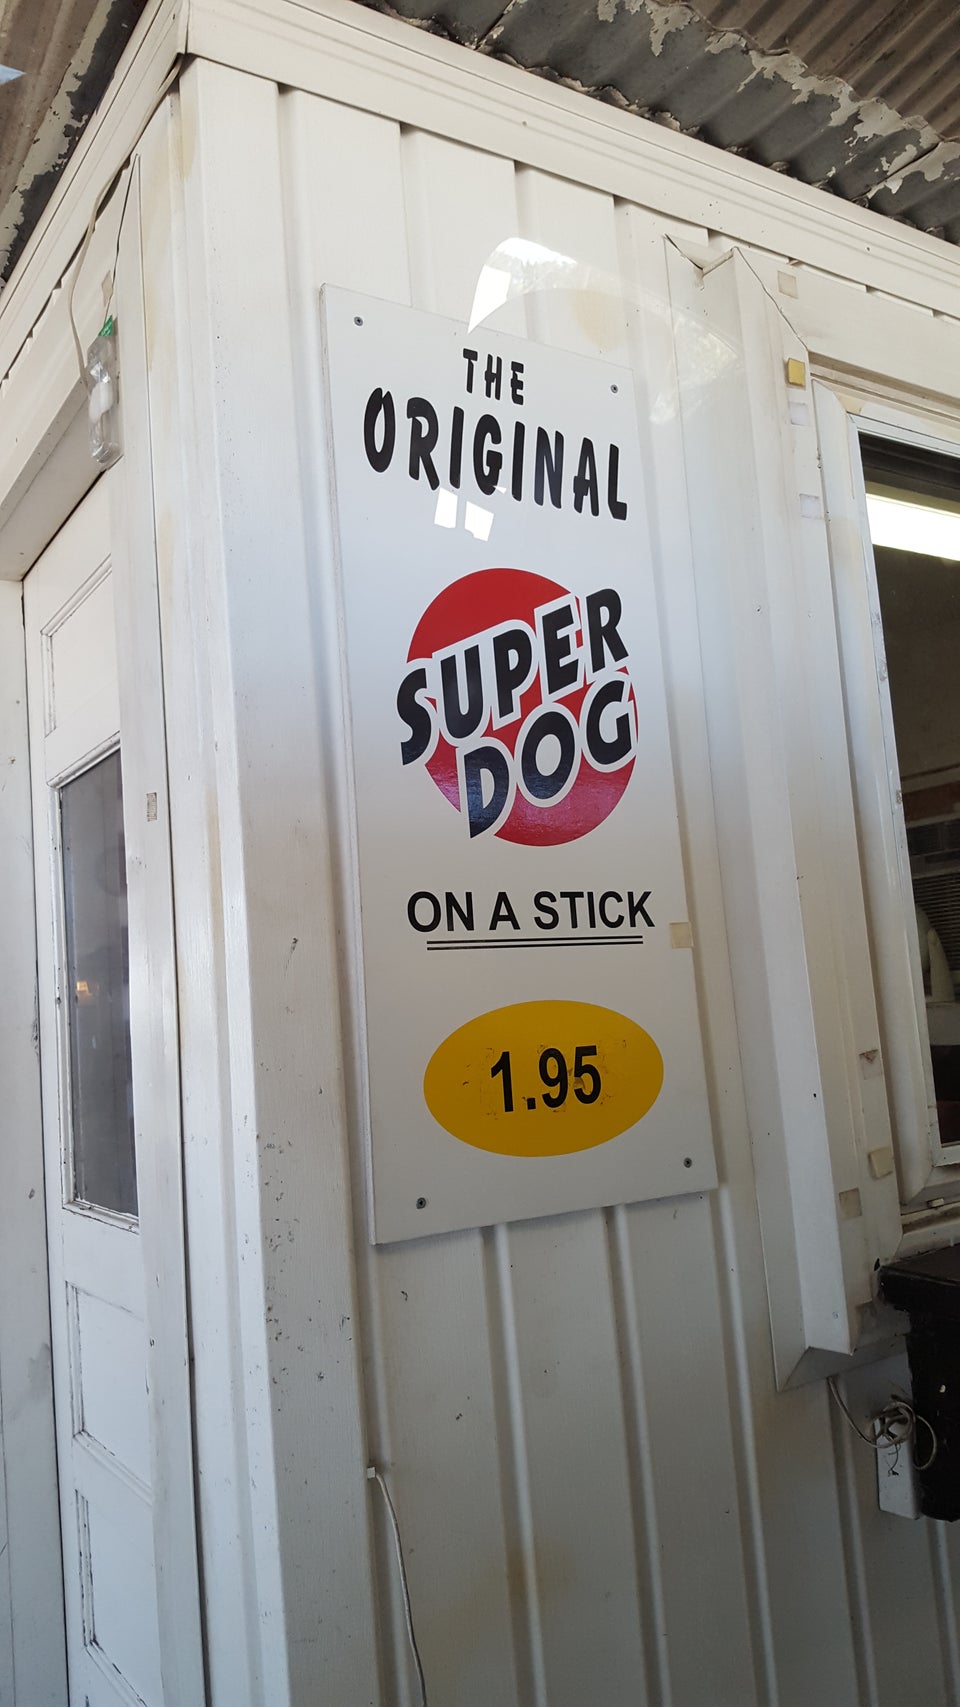 THE
ORIGINAL
SUPER
DOG
ON A STICK
1.95